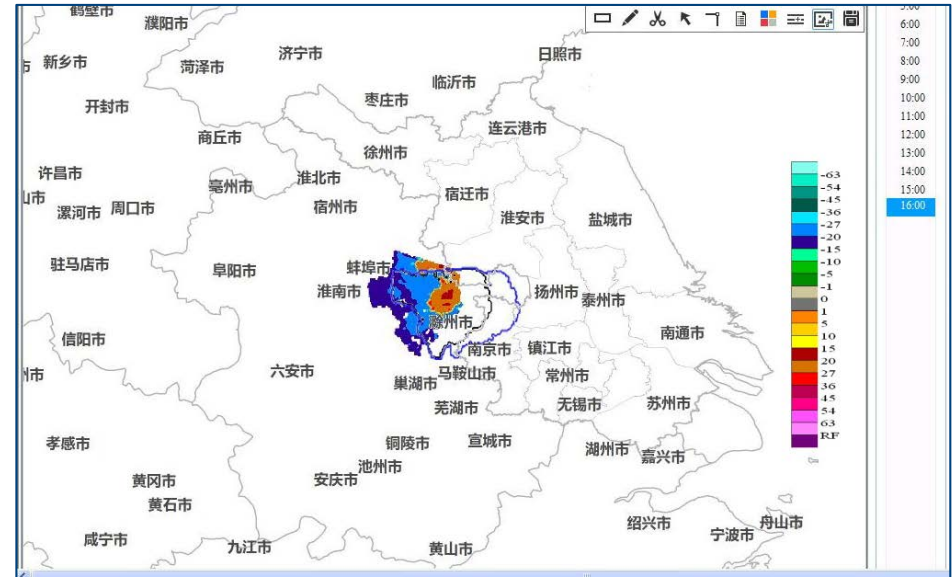 鹤壁市
濮阳市
济宁市
日照市
新乡市
菏泽市
临沂市
枣庄市
开封市
商丘市
连云港市
徐州市
许昌市
亳州市
淮北市
宿迁市
山市
漯河市
周口市
宿州市
淮安市
盐城市
驻马店市
阜阳市
蚌埠市
淮南市
扬州市
泰州市
信阳市
滁州市
南京市
镇江市
南通市
州市
六安市
巢湖市
马鞍山市
常州市
芜湖市
无锡市
苏州市
孝感市
铜陵市
宣城市
湖州市
嘉兴市
黄冈市
安庆市
池州市
黄石市
绍兴市
宁波市
舟山市
咸宁市
九江市
黄山市
-63
-54
-45
-36
-27
-20
-15
-10
-5
-1
0
1
5
10
15
20
27
36
45
54
63
RF
5:00
6:00
7:00
8:00
9:00
10:00
11:00
12:00
13:00
14:00
15:00
16:00